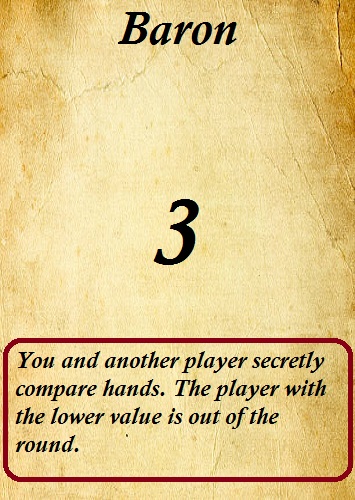 Baron
3
You and another player secretly
compare hands. The player with
the lower value is out of the
round.